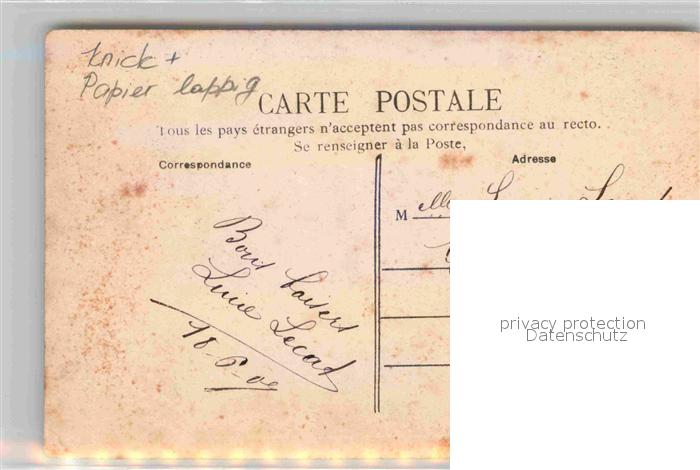 Knick +
Papier lappig
CARTE POSTALE
Tous les pays étrangers n'acceptent pas correspondance au recto.
Se renseigner à la Poste,
Correspondance
Adresse
Mlle
Bons baisers
Lucie Lecat
18-6-09
privacy protection
Datenschutz